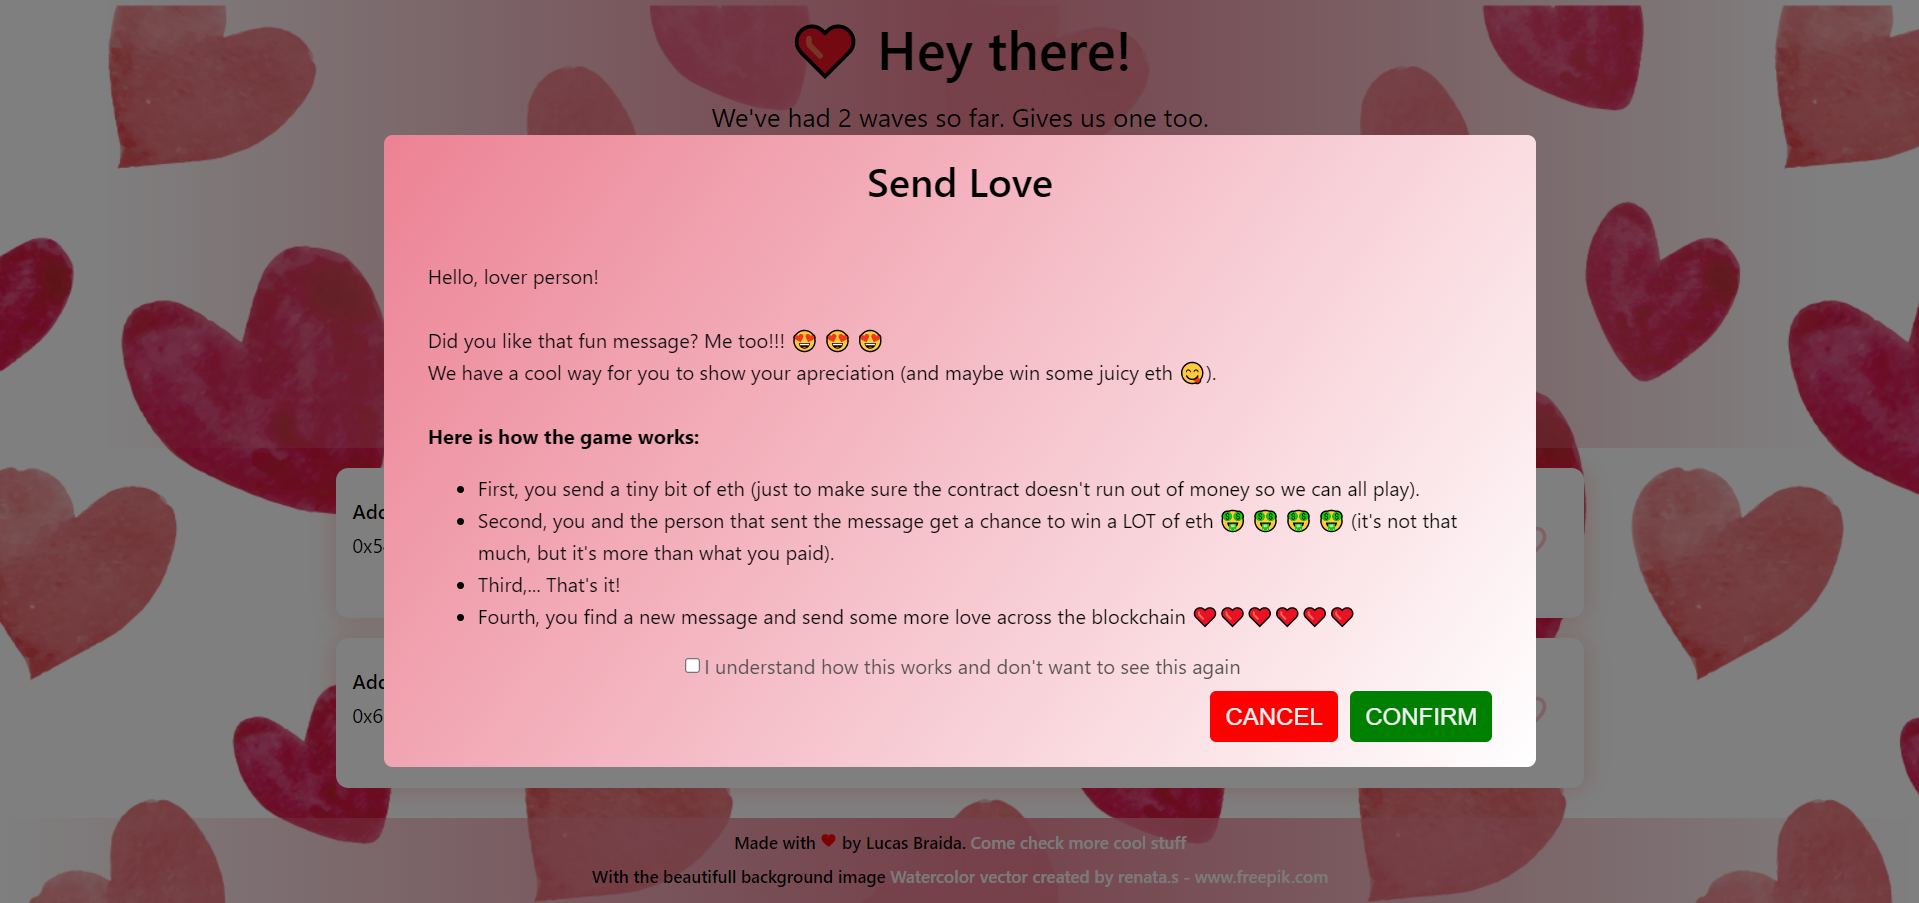 ❤️ Hey there!
We've had 2 waves so far. Gives us one too.
Send Love
Hello, lover person!
Did you like that fun message? Me too!!! 😍 😍 😍
We have a cool way for you to show your apreciation (and maybe win some juicy eth 😋).
Here is how the game works:
• First, you send a tiny bit of eth (just to make sure the contract doesn't run out of money so we can all play).
• Second, you and the person that sent the message get a chance to win a LOT of eth 🤑 🤑 🤑 🤑 (it's not that
much, but it's more than what you paid).
• Third,... That's it!
• Fourth, you find a new message and send some more love across the blockchain ❤️❤️❤️❤️❤️❤️
I understand how this works and don't want to see this again
CANCEL CONFIRM
Add
0x5
Add
0x6
Made with ❤ by Lucas Braida. Come check more cool stuff
With the beautifull background image Watercolor vector created by renata.s - www.freepik.com